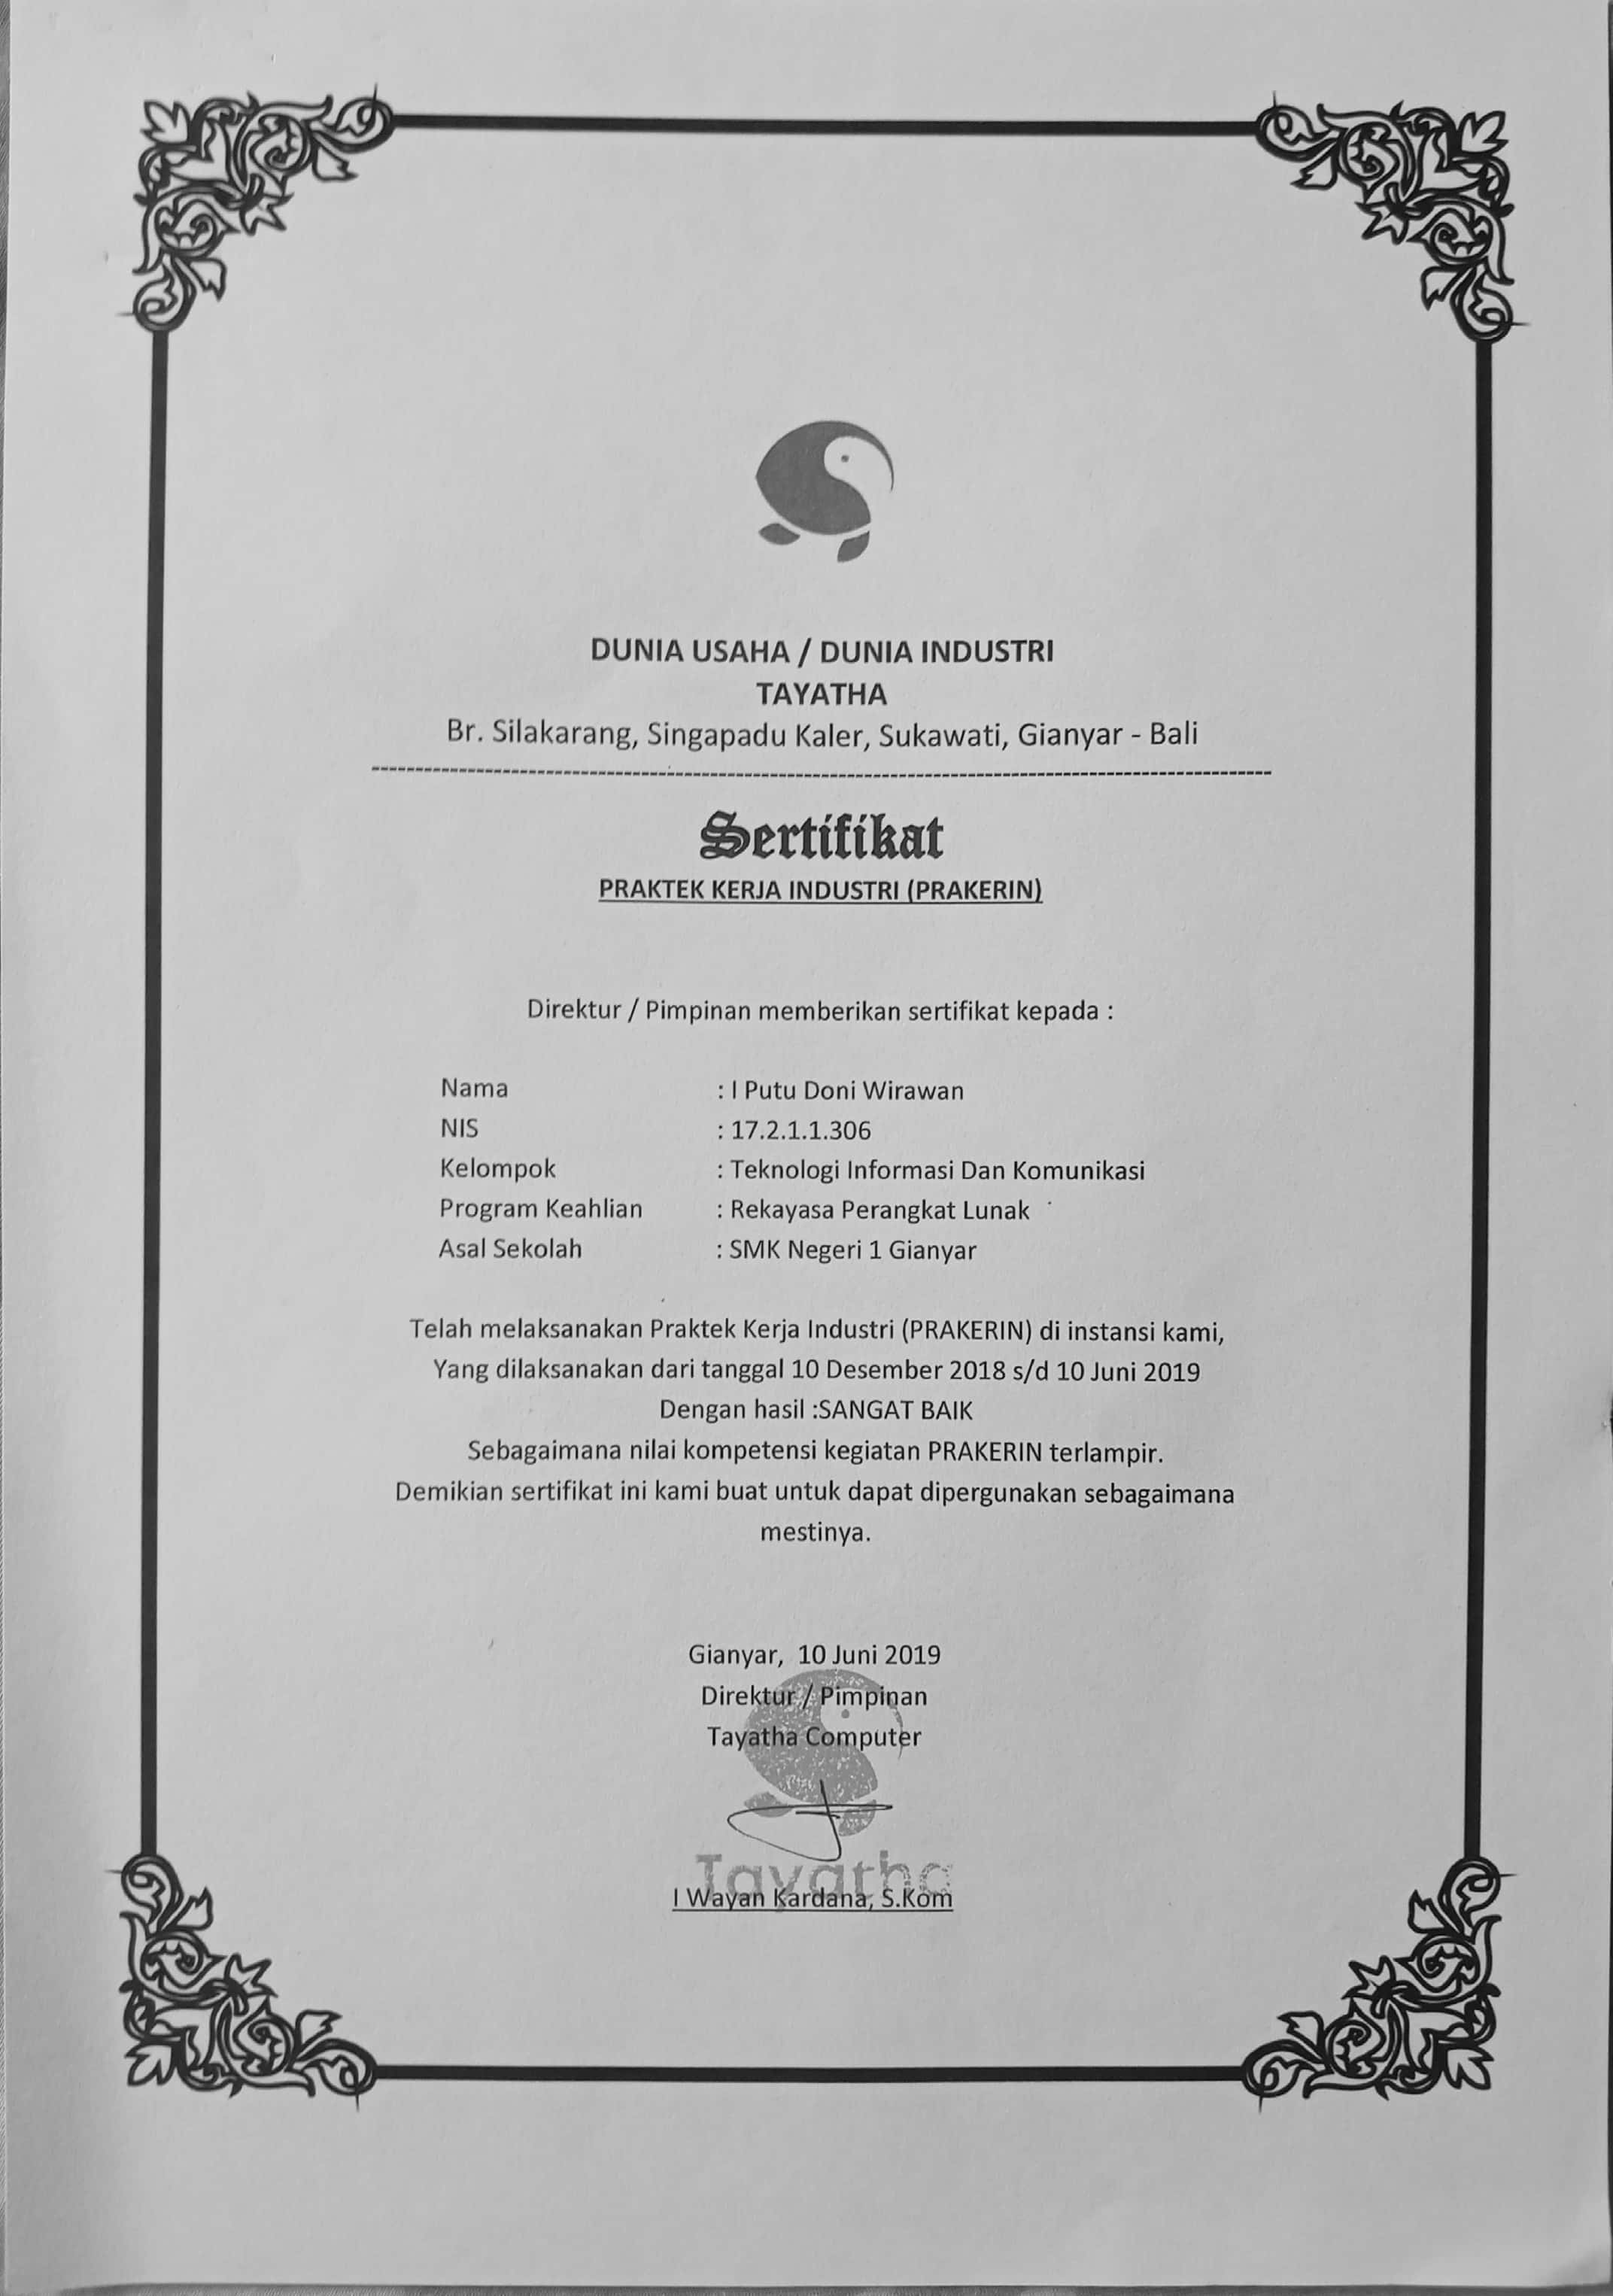 DUNIA USAHA / DUNIA INDUSTRI
TAYATHA
Br. Silakarang, Singapadu Kaler, Sukawati, Gianyar - Bali
Sertifikat
PRAKTEK KERJA INDUSTRI (PRAKERIN)
Direktur / Pimpinan memberikan sertifikat kepada :
Nama : I Putu Doni Wirawan
NIS : 17.2.1.1.306
Kelompok : Teknologi Informasi Dan Komunikasi
Program Keahlian : Rekayasa Perangkat Lunak
Asal Sekolah : SMK Negeri 1 Gianyar
Telah melaksanakan Praktek Kerja Industri (PRAKERIN) di instansi kami,
Yang dilaksanakan dari tanggal 10 Desember 2018 s/d 10 Juni 2019
Dengan hasil :SANGAT BAIK
Sebagaimana nilai kompetensi kegiatan PRAKERIN terlampir.
Demikian sertifikat ini kami buat untuk dapat dipergunakan sebagaimana
mestinya.
Gianyar, 10 Juni 2019
Direktur / Pimpinan
Tayatha Computer
Tayatha
I Wayan Kardana, S.Kom